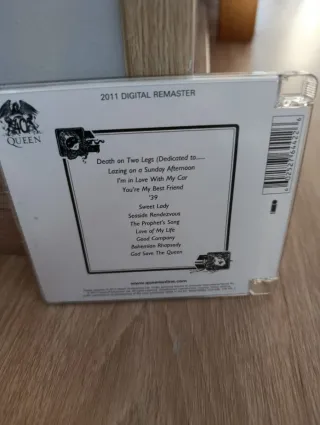 2011 DIGITAL REMASTER
QUEEN
Death on Two Legs (Dedicated to.....
Lazing on a Sunday Afternoon
I'm in Love With My Car
You're My Best Friend
'39
Sweet Lady
Seaside Rendezvous
The Prophet's Song
Love of My Life
Good Company
Bohemian Rhapsody
God Save The Queen
www.queenonline.com